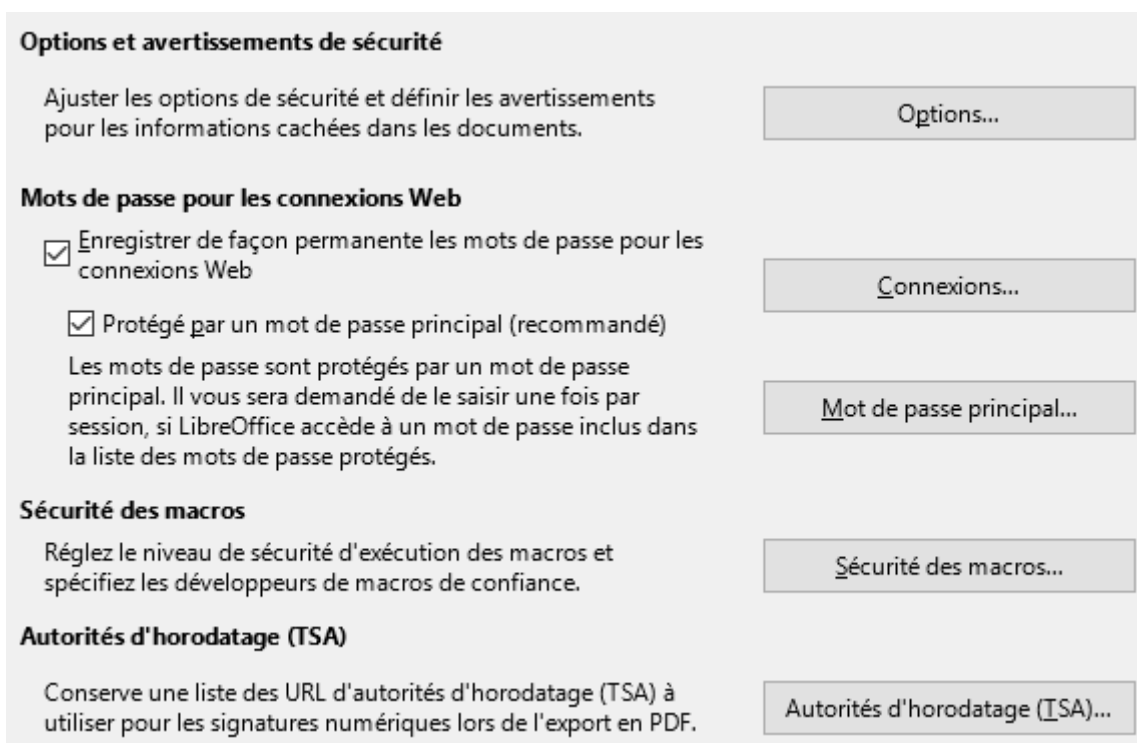 Options et avertissements de sécurité
Ajuster les options de sécurité et définir les avertissements
pour les informations cachées dans les documents.
Options...
Mots de passe pour les connexions Web
Enregistrer de façon permanente les mots de passe pour les
connexions Web
Connexions...
Protégé par un mot de passe principal (recommandé)
Les mots de passe sont protégés par un mot de passe
principal. Il vous sera demandé de le saisir une fois par
session, si LibreOffice accède à un mot de passe inclus dans
la liste des mots de passe protégés.
Mot de passe principal...
Sécurité des macros
Réglez le niveau de sécurité d'exécution des macros et
spécifiez les développeurs de macros de confiance.
Sécurité des macros...
Autorités d'horodatage (TSA)
Conserve une liste des URL d'autorités d'horodatage (TSA) à
utiliser pour les signatures numériques lors de l'export en PDF.
Autorités d'horodatage (TSA)...